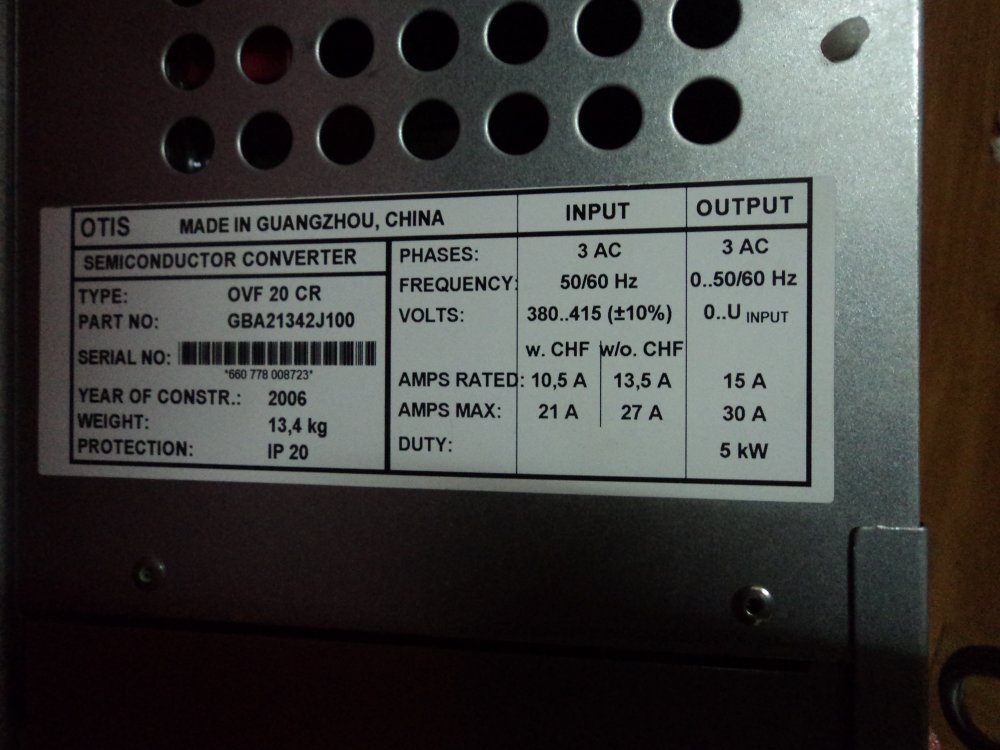 OTIS MADE IN GUANGZHOU, CHINA INPUT OUTPUT
SEMICONDUCTOR CONVERTER
TYPE: OVF 20 CR
PART NO: GBA21342J100
SERIAL NO:
*660 778 008723*
YEAR OF CONSTR.: 2006
WEIGHT: 13,4 kg
PROTECTION: IP 20
PHASES: 3 AC 3 AC
FREQUENCY: 50/60 Hz 0..50/60 Hz
VOLTS: 380..415 (±10%) 0..U INPUT
w. CHF w/o. CHF
AMPS RATED: 10,5 A 13,5 A 15 A
AMPS MAX: 21 A 27 A 30 A
DUTY: 5 kW